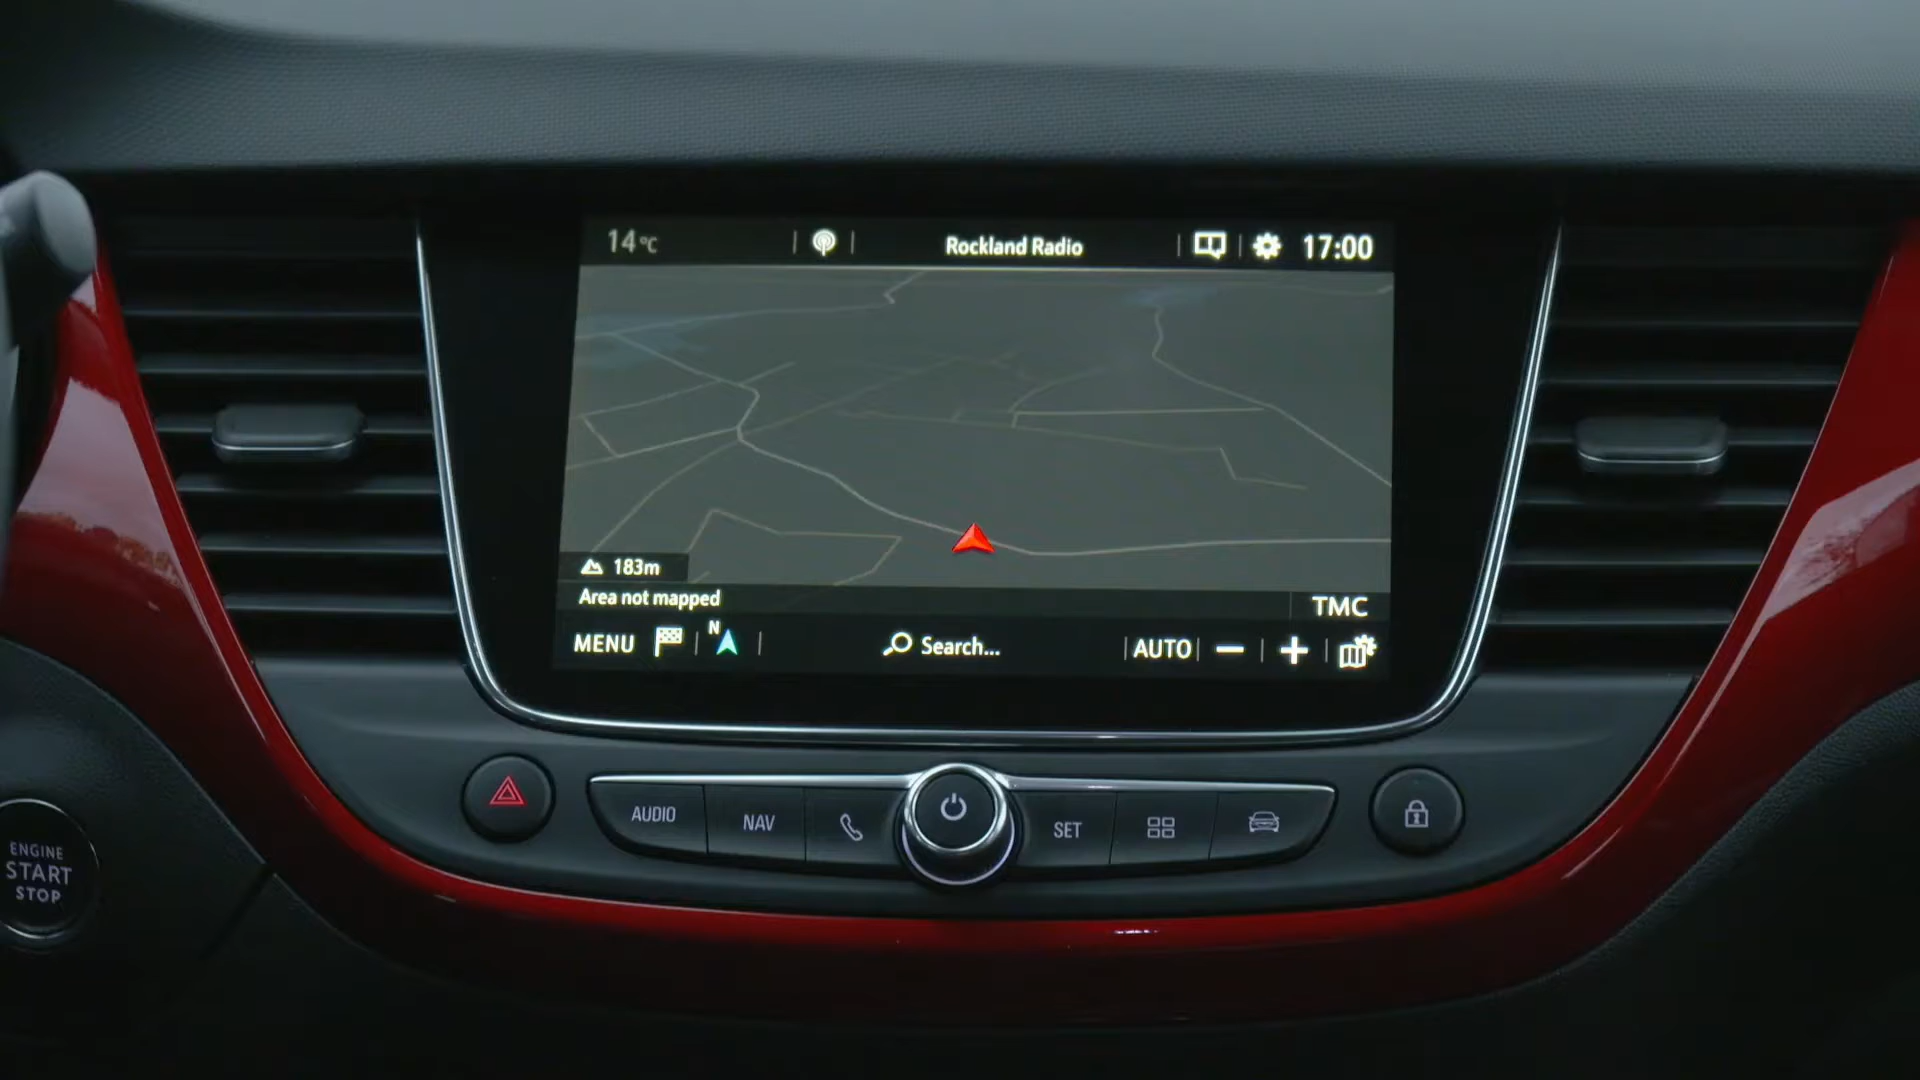 14°C
Rockland Radio
17:00
183m
Area not mapped
TMC
MENU
N
Search...
AUTO
AUDIO
NAV
SET
ENGINE
START
STOP